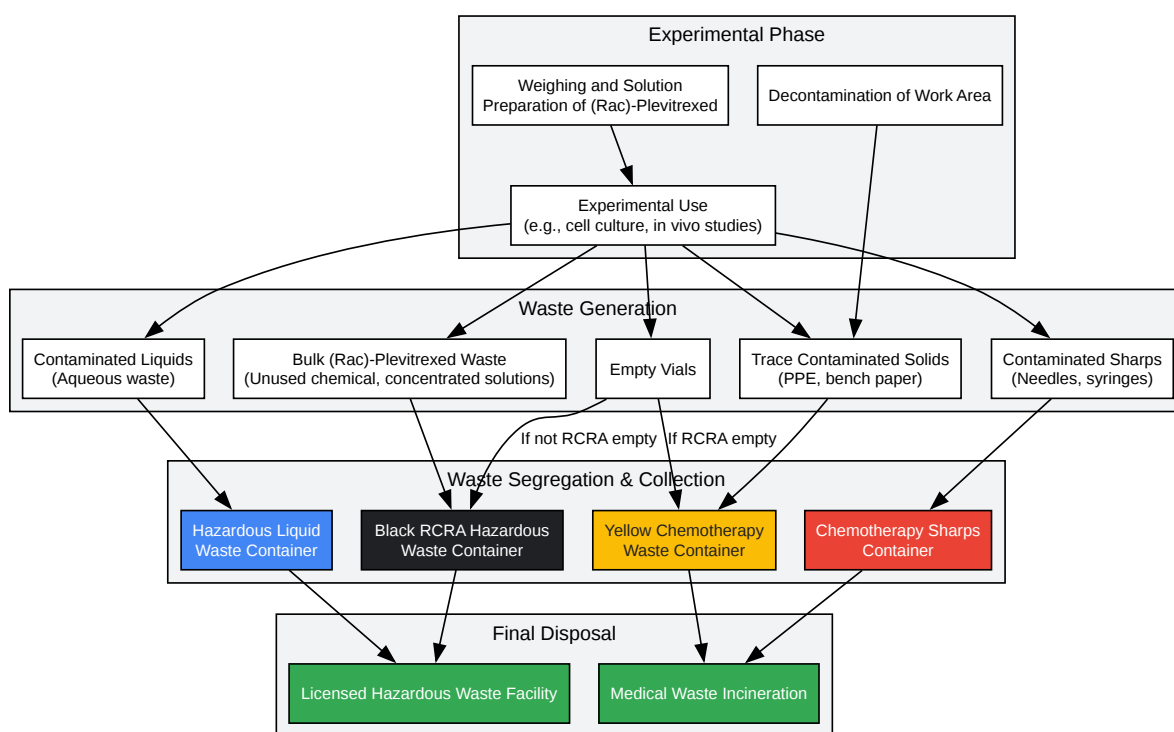 Experimental Phase
Weighing and Solution
Preparation of (Rac)-Plevitrexed
Decontamination of Work Area
Experimental Use
(e.g., cell culture, in vivo studies)
Waste Generation
Contaminated Liquids
(Aqueous waste)
Bulk (Rac)-Plevitrexed Waste
(Unused chemical, concentrated solutions)
Empty Vials
Trace Contaminated Solids
(PPE, bench paper)
Contaminated Sharps
(Needles, syringes)
If not RCRA empty
If RCRA empty
Waste Segregation & Collection
Hazardous Liquid
Waste Container
Black RCRA Hazardous
Waste Container
Yellow Chemotherapy
Waste Container
Chemotherapy Sharps
Container
Final Disposal
Licensed Hazardous Waste Facility
Medical Waste Incineration